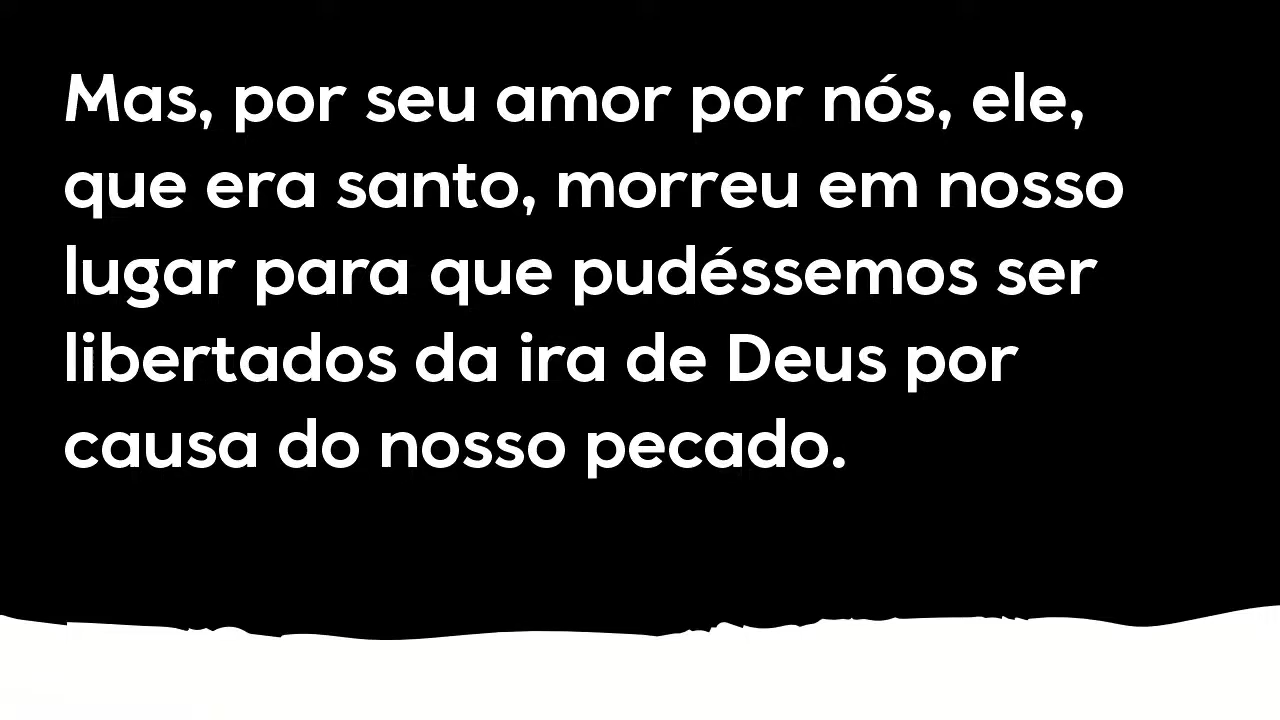 Mas, por seu amor por nós, ele,
que era santo, morreu em nosso
lugar para que pudéssemos ser
libertados da ira de Deus por
causa do nosso pecado.